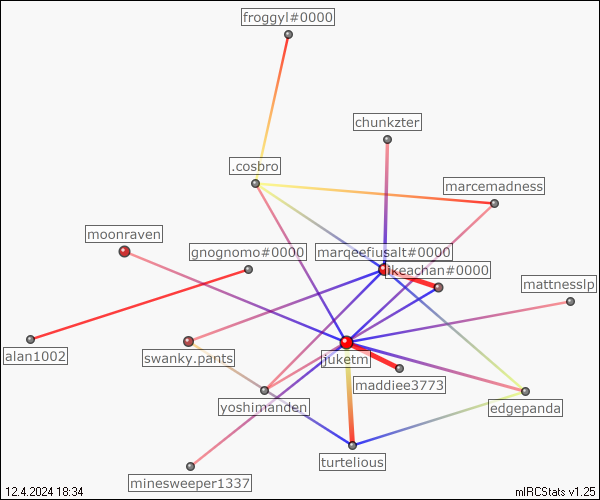 froggyl#0000
chunkzter
.cosbro
marcemadness
moonraven
gnognomo#0000
marqeefiusalt#0000
ikeachan#0000
mattnesslp
alan1002
swanky.pants
juketm
maddiee3773
yoshimanden
edgepanda
turtelious
minesweeper1337
12.4.2024 18:34
mIRCStats v1.25